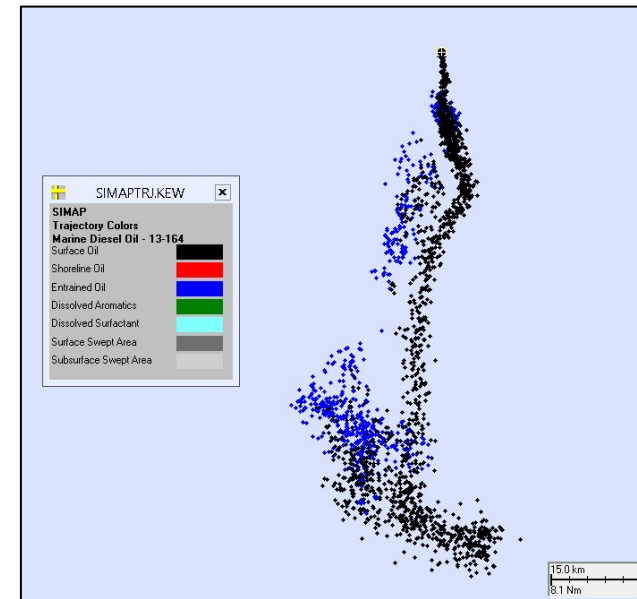 SIMAPTRJ.KEW
SIMAP
Trajectory Colors
Marine Diesel Oil - 13-164
Surface Oil
Shoreline Oil
Entrained Oil
Dissolved Aromatics
Dissolved Surfactant
Surface Swept Area
Subsurface Swept Area
15.0 km
8.1 Nm